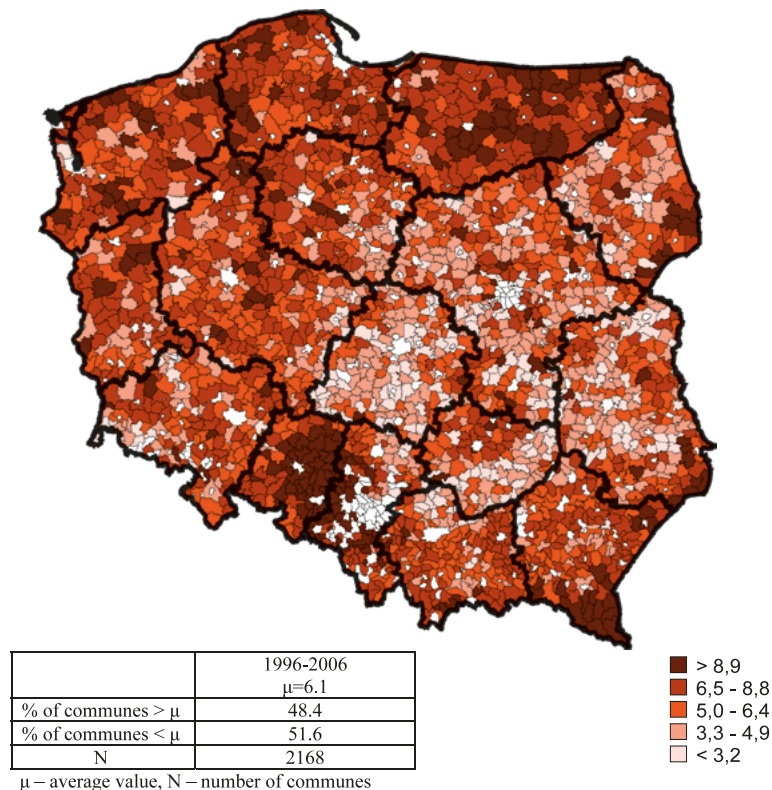 1996-2006
μ=6.1
% of communes > μ 48.4
% of communes < μ 51.6
N 2168
μ – average value, N – number of communes
> 8,9
6,5 - 8,8
5,0 - 6,4
3,3 - 4,9
< 3,2